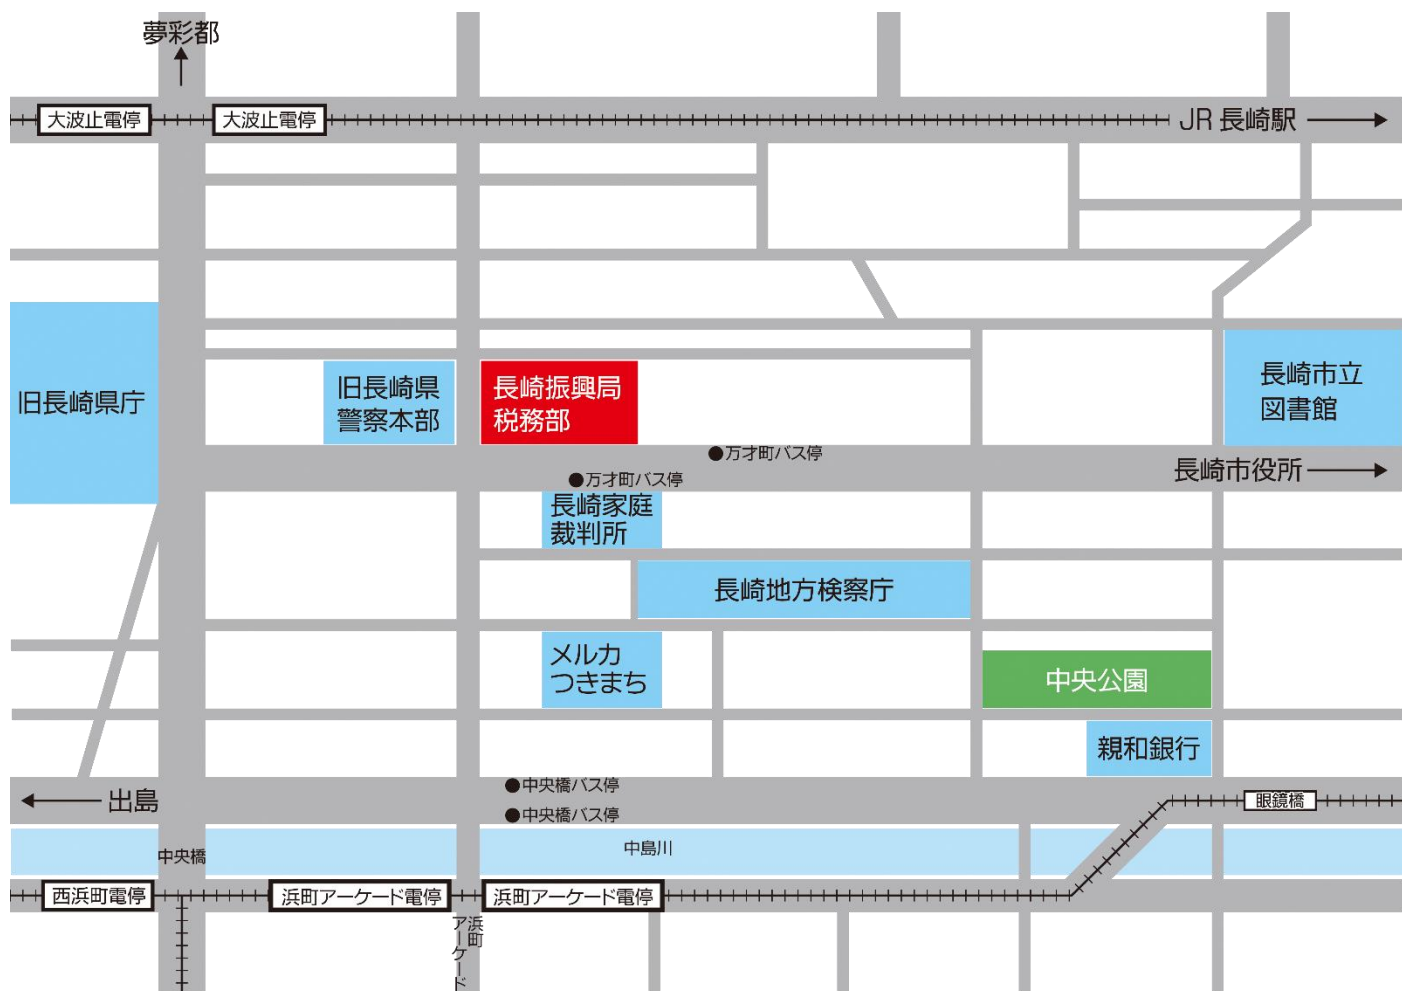 夢彩都
大波止電停
大波止電停
JR 長崎駅
旧長崎県庁
旧長崎県
警察本部
長崎振興局
税務部
長崎市立
図書館
万才町バス停
万才町バス停
長崎市役所
長崎家庭
裁判所
長崎地方検察庁
メルカ
つきまち
中央公園
親和銀行
中央橋バス停
中央橋バス停
出島
眼鏡橋
中央橋
中島川
西浜町電停
浜町アーケード電停
浜町アーケード電停
浜町
アーケード